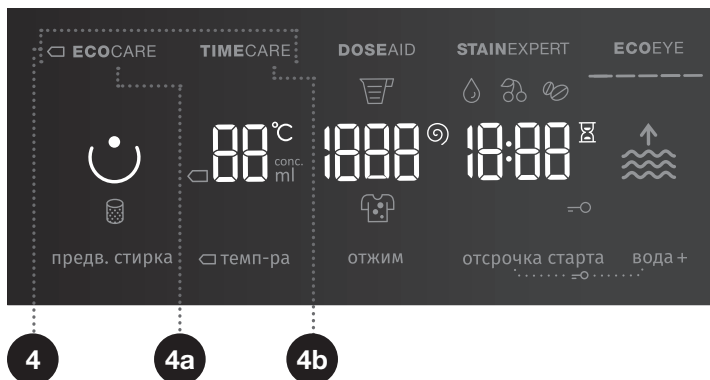 ECOCARE TIMECARE DOSEAID STAINEXPERT ECOEYE
88 °C 1888 18:88
conc.
ml
предв. стирка темп-ра отжим отсрочка старта вода +
4 4a 4b